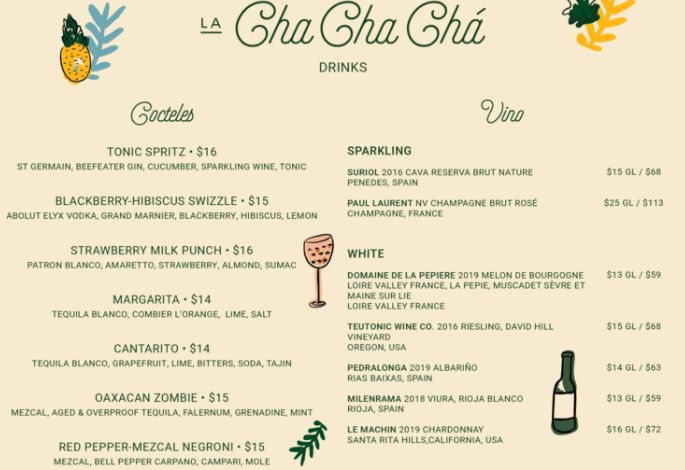 LA Cha Cha Chá
DRINKS
Cocteles
TONIC SPRITZ • $16
ST GERMAIN, BEEFEATER GIN, CUCUMBER, SPARKLING WINE, TONIC
BLACKBERRY-HIBISCUS SWIZZLE • $15
ABOLUT ELYX VODKA, GRAND MARNIER, BLACKBERRY, HIBISCUS, LEMON
STRAWBERRY MILK PUNCH • $16
PATRON BLANCO, AMARETTO, STRAWBERRY, ALMOND, SUMAC
MARGARITA • $14
TEQUILA BLANCO, COMBIER L'ORANGE, LIME, SALT
CANTARITO • $14
TEQUILA BLANCO, GRAPEFRUIT, LIME, BITTERS, SODA, TAJIN
OAXACAN ZOMBIE • $15
MEZCAL, AGED & OVERPROOF TEQUILA, FALERNUM, GRENADINE, MINT
RED PEPPER-MEZCAL NEGRONI • $15
MEZCAL, BELL PEPPER CARPANO, CAMPARI, MOLE
Vino
SPARKLING
SURIOL 2016 CAVA RESERVA BRUT NATURE $15 GL / $68
PENEDES, SPAIN
PAUL LAURENT NV CHAMPAGNE BRUT ROSÉ $25 GL / $113
CHAMPAGNE, FRANCE
WHITE
DOMAINE DE LA PEPIERE 2019 MELON DE BOURGOGNE $13 GL / $59
LOIRE VALLEY FRANCE, LA PEPIE, MUSCADET SÈVRE ET
MAINE SUR LIE
LOIRE VALLEY FRANCE
TEUTONIC WINE CO. 2016 RIESLING, DAVID HILL $15 GL / $68
VINEYARD
OREGON, USA
PEDRALONGA 2019 ALBARIÑO $14 GL / $63
RIAS BAIXAS, SPAIN
MILENRAMA 2018 VIURA, RIOJA BLANCO $13 GL / $59
RIOJA, SPAIN
LE MACHIN 2019 CHARDONNAY $16 GL / $72
SANTA RITA HILLS,CALIFORNIA, USA